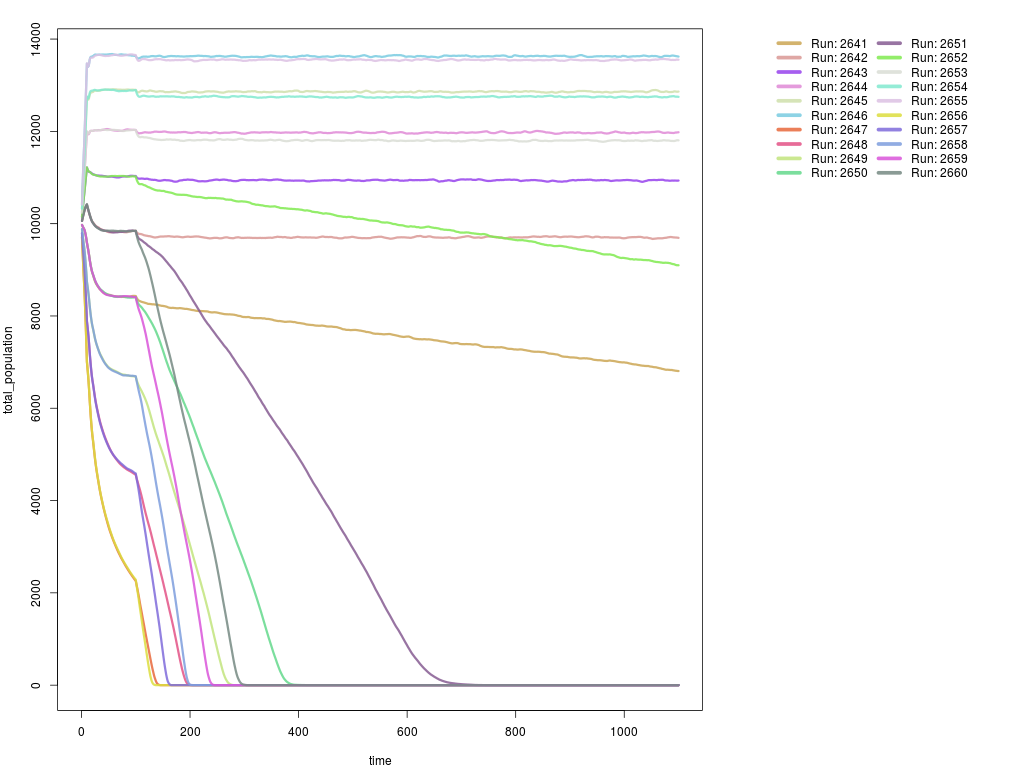 14000
12000
10000
8000
6000
4000
2000
0
total_population
0 200 400 600 800 1000
time
Run: 2641 Run: 2651
Run: 2642 Run: 2652
Run: 2643 Run: 2653
Run: 2644 Run: 2654
Run: 2645 Run: 2655
Run: 2646 Run: 2656
Run: 2647 Run: 2657
Run: 2648 Run: 2658
Run: 2649 Run: 2659
Run: 2650 Run: 2660